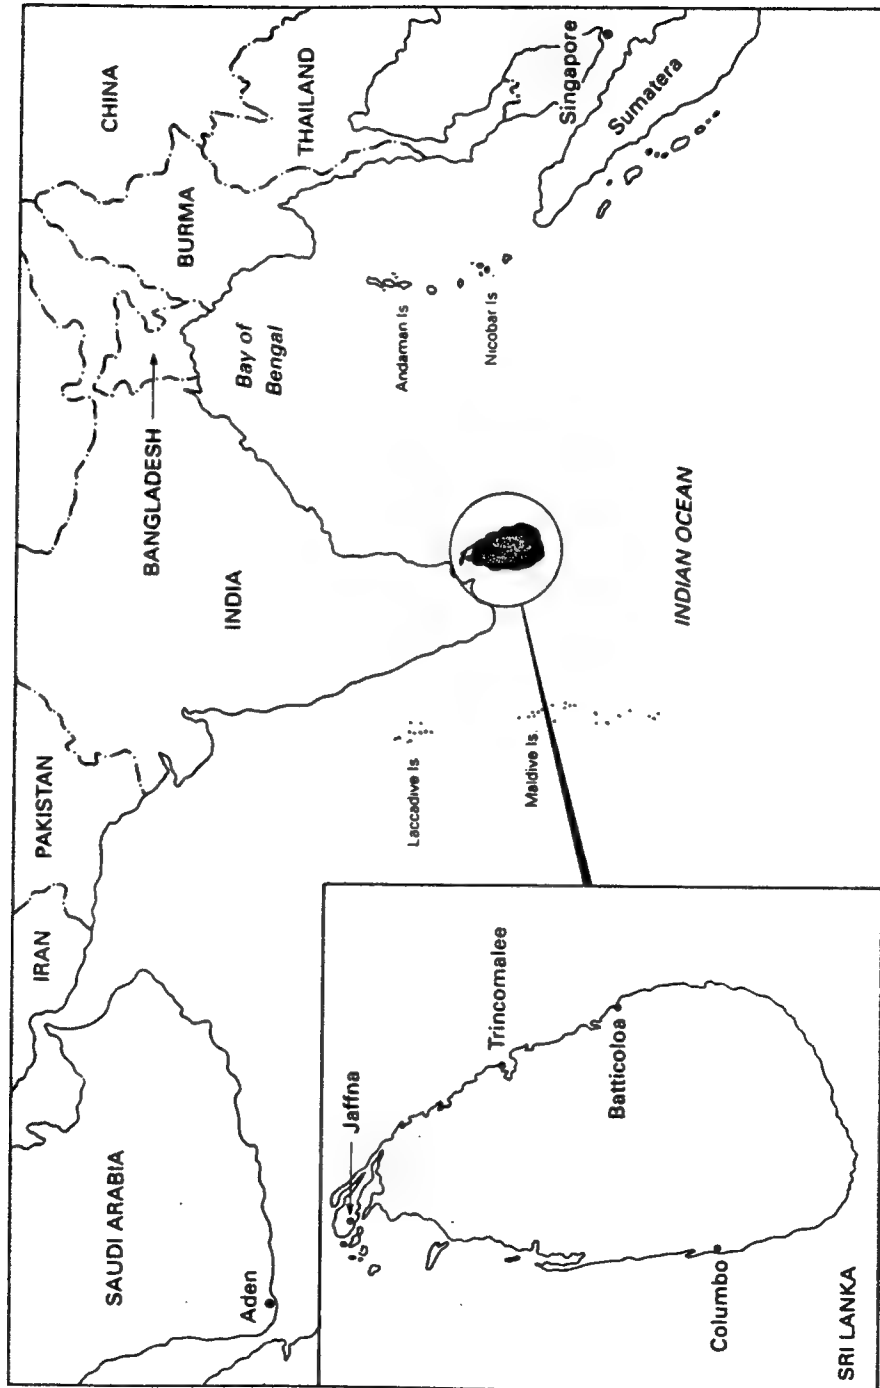 CHINA
IRAN
PAKISTAN
BURMA
THAILAND
SAUDI ARABIA
BANGLADESH
INDIA
Bay of
Bengal
Aden
Singapore
Sumatera
Laccadive Is.
Andaman Is
Maldive Is.
Nicobar Is
INDIAN OCEAN
Jaffna
Trincomalee
Batticoloa
Columbo
SRI LANKA